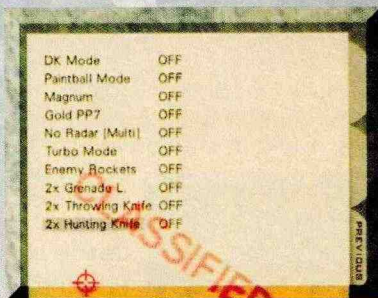 DK Mode OFF
Paintball Mode OFF
Magnum OFF
Gold PP7 OFF
No Radar [Multi] OFF
Turbo Mode OFF
Enemy Rockets OFF
2x Grenade L. OFF
2x Throwing Knife OFF
2x Hunting Knife OFF
CLASSIFIED
PREVIOUS